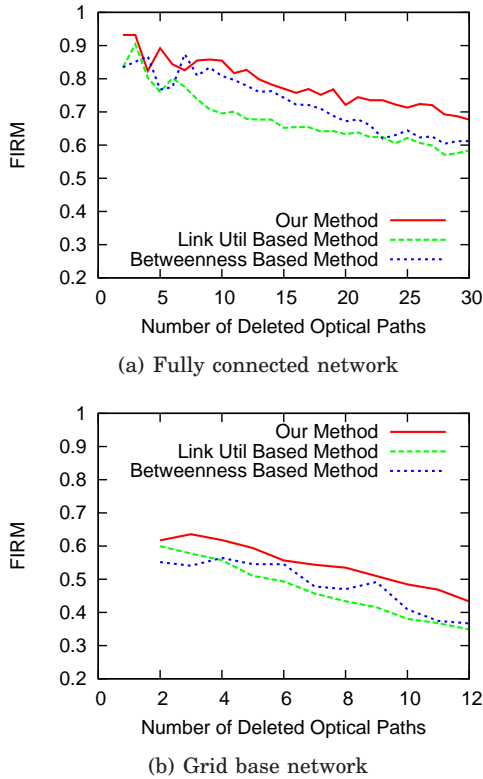 1
0.9
0.8
0.7
0.6
0.5
0.4
0.3
0.2
FIRM
Our Method
Link Util Based Method
Betweenness Based Method
0 5 10 15 20 25 30
Number of Deleted Optical Paths
(a) Fully connected network
1
0.9
0.8
0.7
0.6
0.5
0.4
0.3
0.2
FIRM
Our Method
Link Util Based Method
Betweenness Based Method
0 2 4 6 8 10 12
Number of Deleted Optical Paths
(b) Grid base network